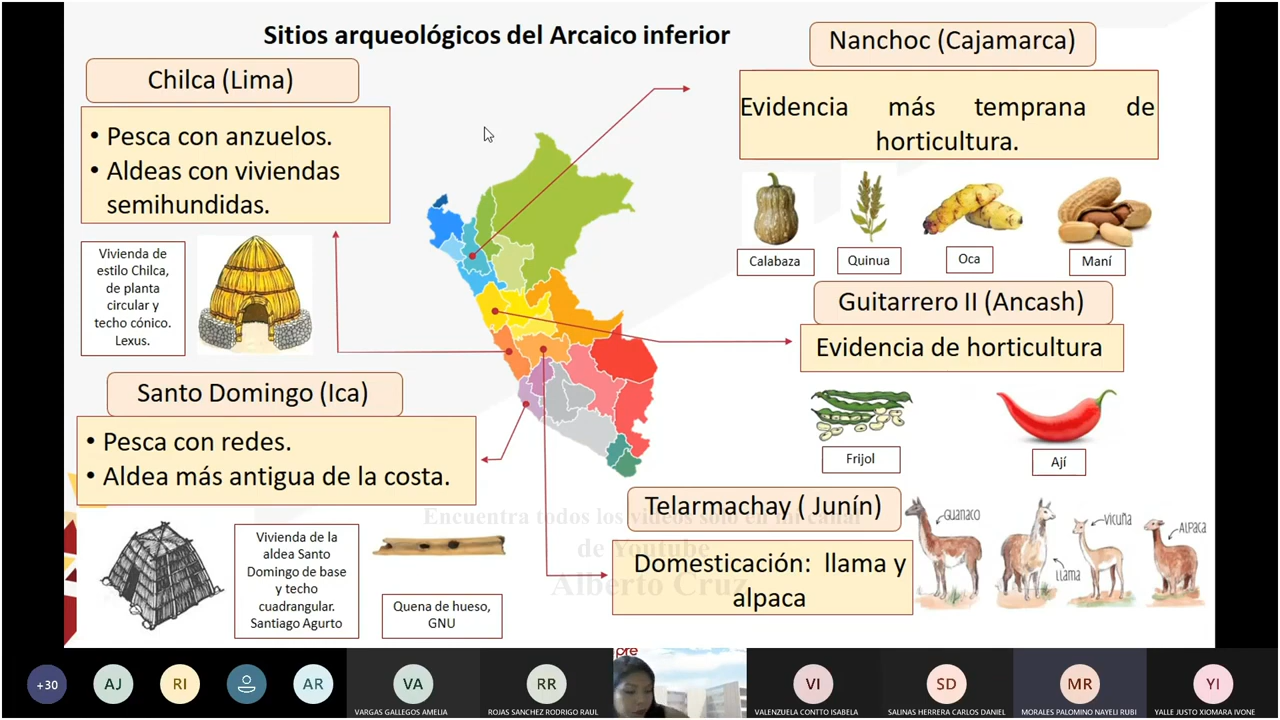 Sitios arqueológicos del Arcaico inferior
Chilca (Lima)
• Pesca con anzuelos.
• Aldeas con viviendas
semihundidas.
Vivienda de
estilo Chilca,
de planta
circular y
techo cónico.
Lexus.
Santo Domingo (Ica)
• Pesca con redes.
• Aldea más antigua de la costa.
Vivienda de la
aldea Santo
Domingo de base
y techo
cuadrangular.
Santiago Agurto
Quena de hueso,
GNU
Nanchoc (Cajamarca)
Evidencia más temprana de
horticultura.
Calabaza
Quinua
Oca
Maní
Guitarrero II (Ancash)
Evidencia de horticultura
Frijol
Ají
Telarmachay ( Junín)
Domesticación: llama y
alpaca
GUANACO
llama
VICUÑA
ALPACA
Encuentra todos los videos solo en mi canal
de Youtube
Alberto Cruz
pre
+30
AJ
RI
AR
VA
VARGAS GALLEGOS AMELIA
RR
ROJAS SANCHEZ RODRIGO RAUL
VI
VALENZUELA CONTTO ISABELA
SD
SALINAS HERRERA CARLOS DANIEL
MR
MORALES PALOMINO NAYELI RUBI
YI
YALLE JUSTO XIOMARA IVONE